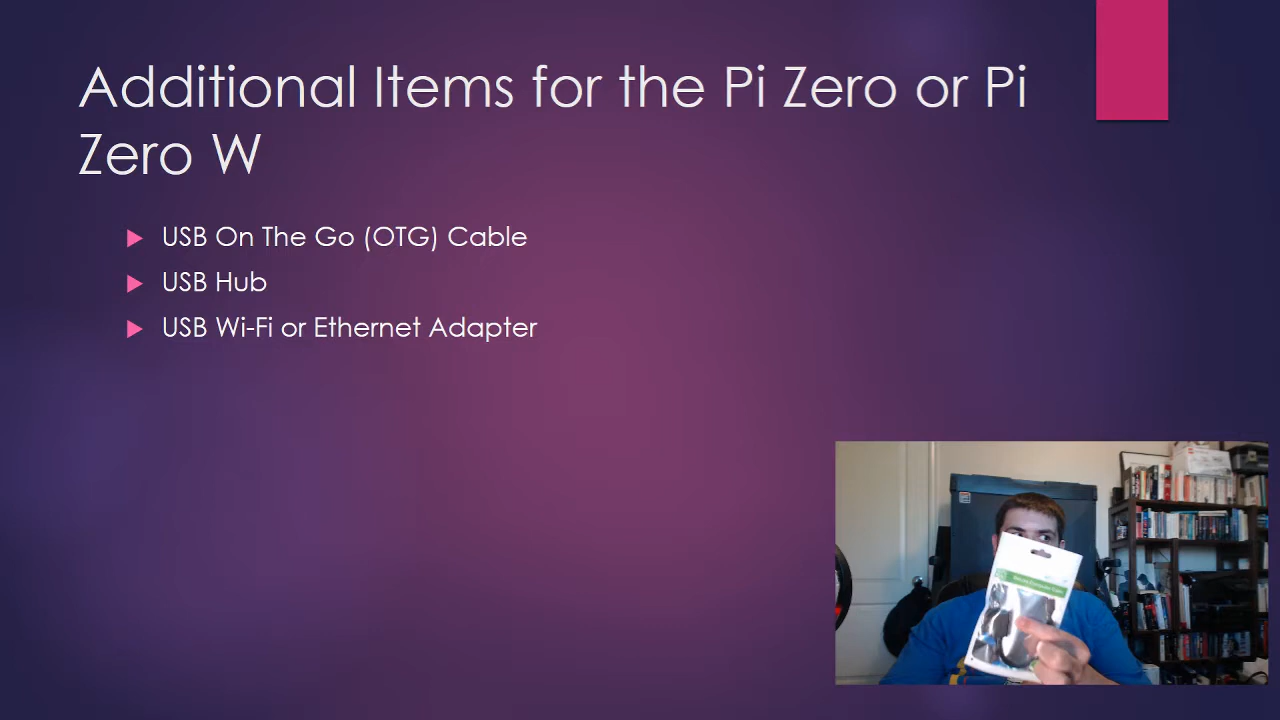 Additional Items for the Pi Zero or Pi
Zero W
USB On The Go (OTG) Cable
USB Hub
USB Wi-Fi or Ethernet Adapter